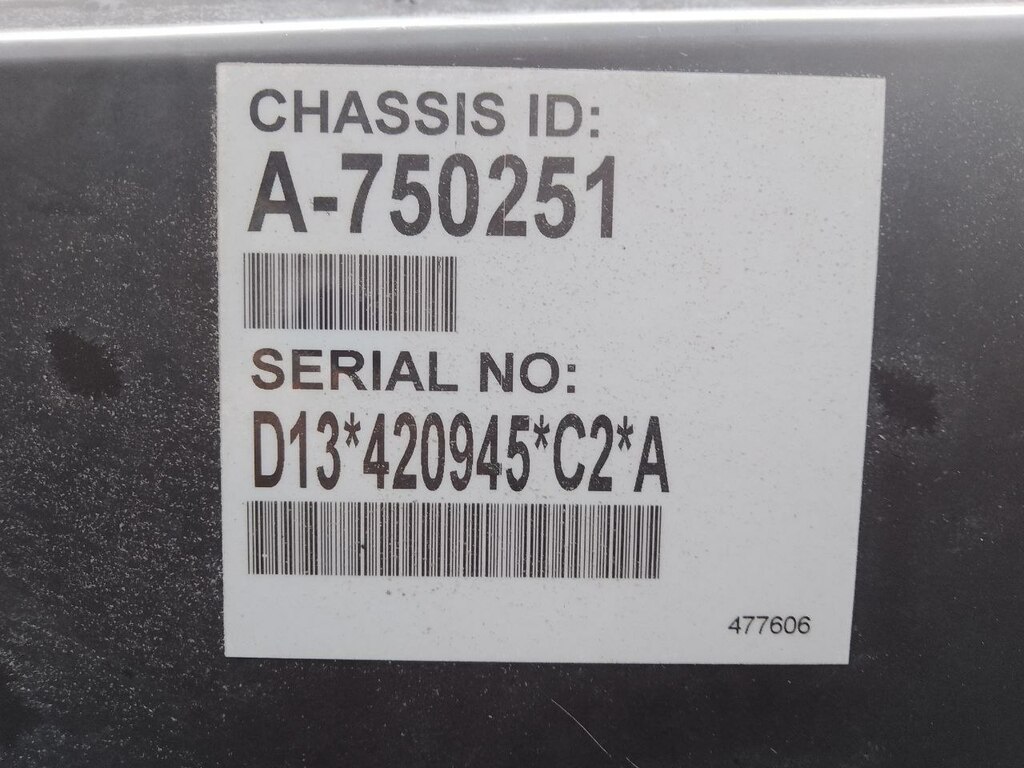 CHASSIS ID:
A-750251
SERIAL NO:
D13*420945*C2*A
477606